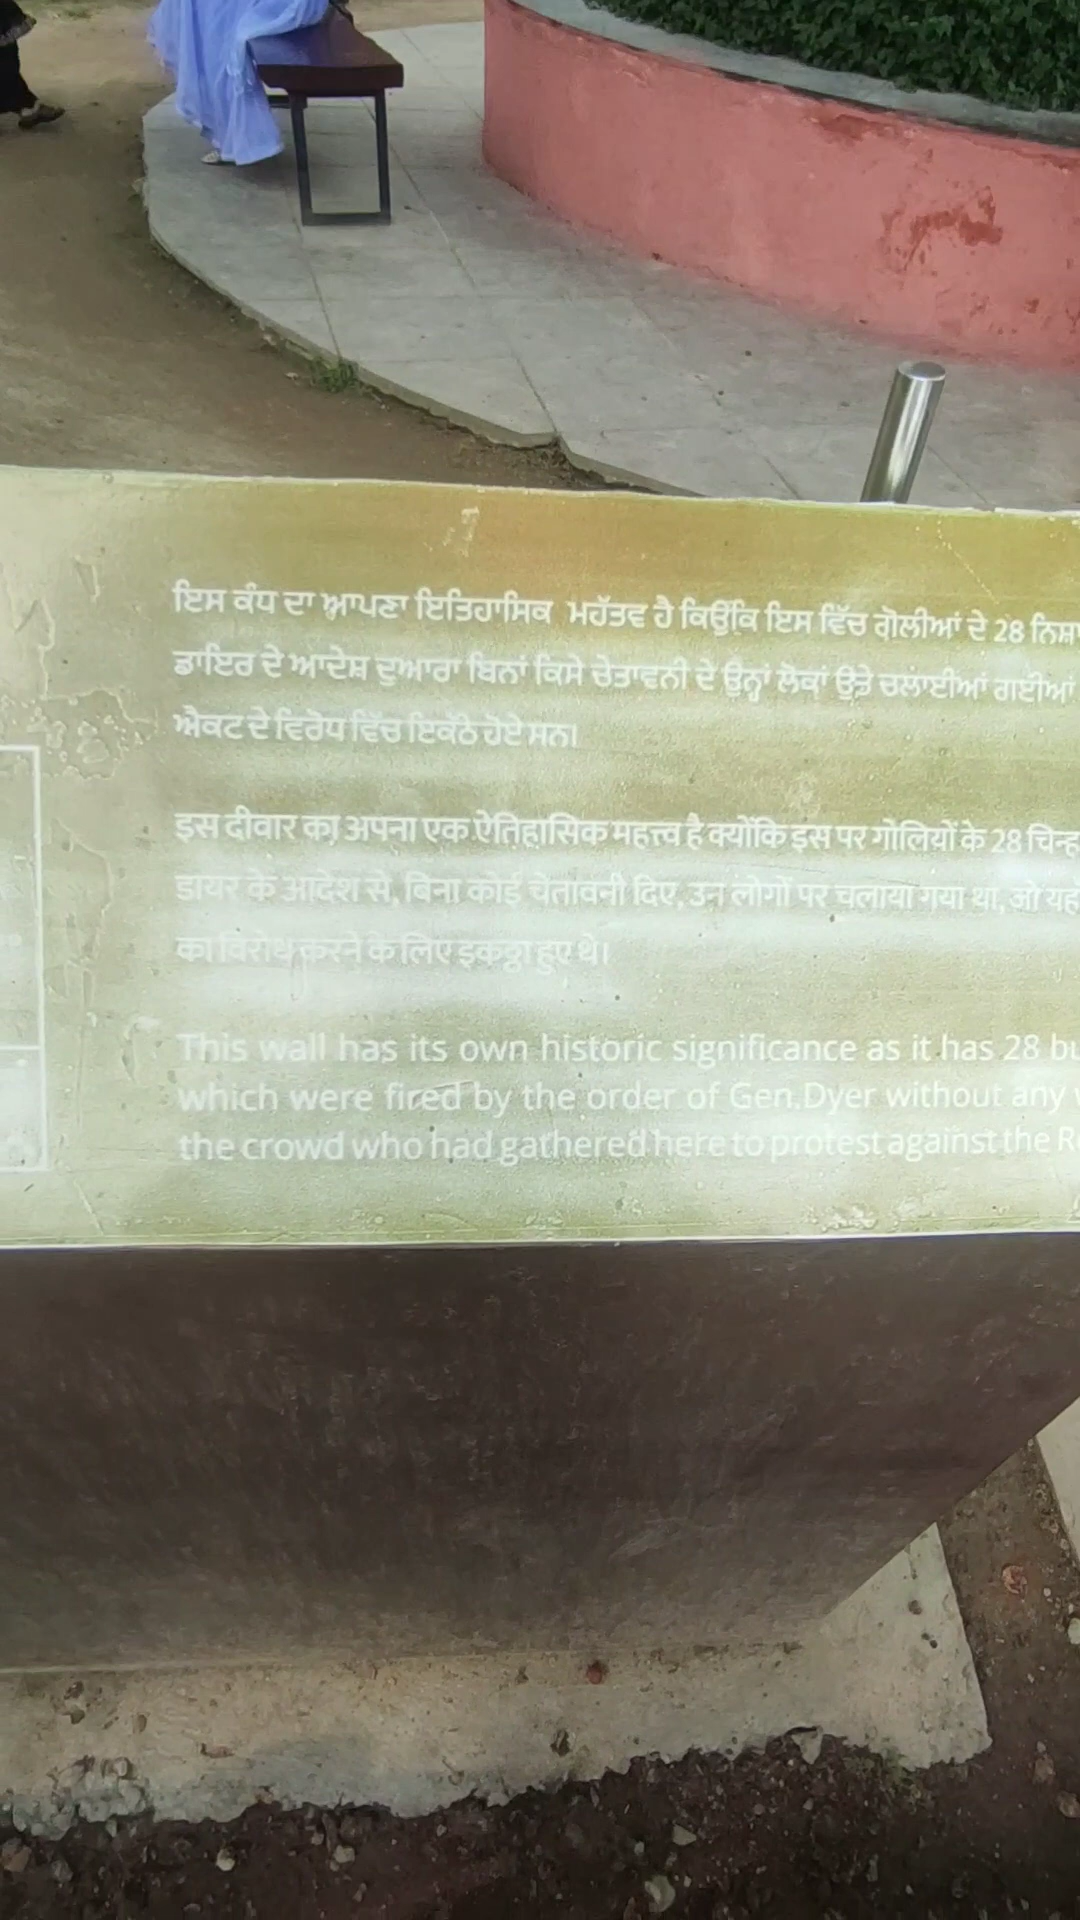 ਇਸ ਕੰਧ ਦਾ ਆਪਣਾ ਇਤਿਹਾਸਿਕ ਮਹੱਤਵ ਹੈ ਕਿਉਂਕਿ ਇਸ ਵਿੱਚ ਗੋਲੀਆਂ ਦੇ 28
ਡਾਇਰ ਦੇ ਆਦੇਸ਼ ਦੁਆਰਾ ਬਿਨਾਂ ਕਿਸੇ ਚੇਤਾਵਨੀ ਦੇ ਉਨ੍ਹਾਂ ਲੋਕਾਂ ਉੱਤੇ ਚਲਾਈਆਂ ਗਈਆਂ
ਐਕਟ ਦੇ ਵਿਰੋਧ ਵਿੱਚ ਇਕੱਠੇ ਹੋਏ ਸਨ।
इस दीवार का अपना एक ऐतिहासिक महत्त्व है क्योंकि इस पर गोलियों के 28 चिन्ह
डायर के आदेश से, बिना कोई चेतावनी दिए, उन लोगों पर चलाया गया था, जो
का विरोध करने के लिए इकठ्ठा हुए थे।
This wall has its own historic significance as it has 28
which were fired by the order of Gen.Dyer without any
the crowd who had gathered here to protest against the